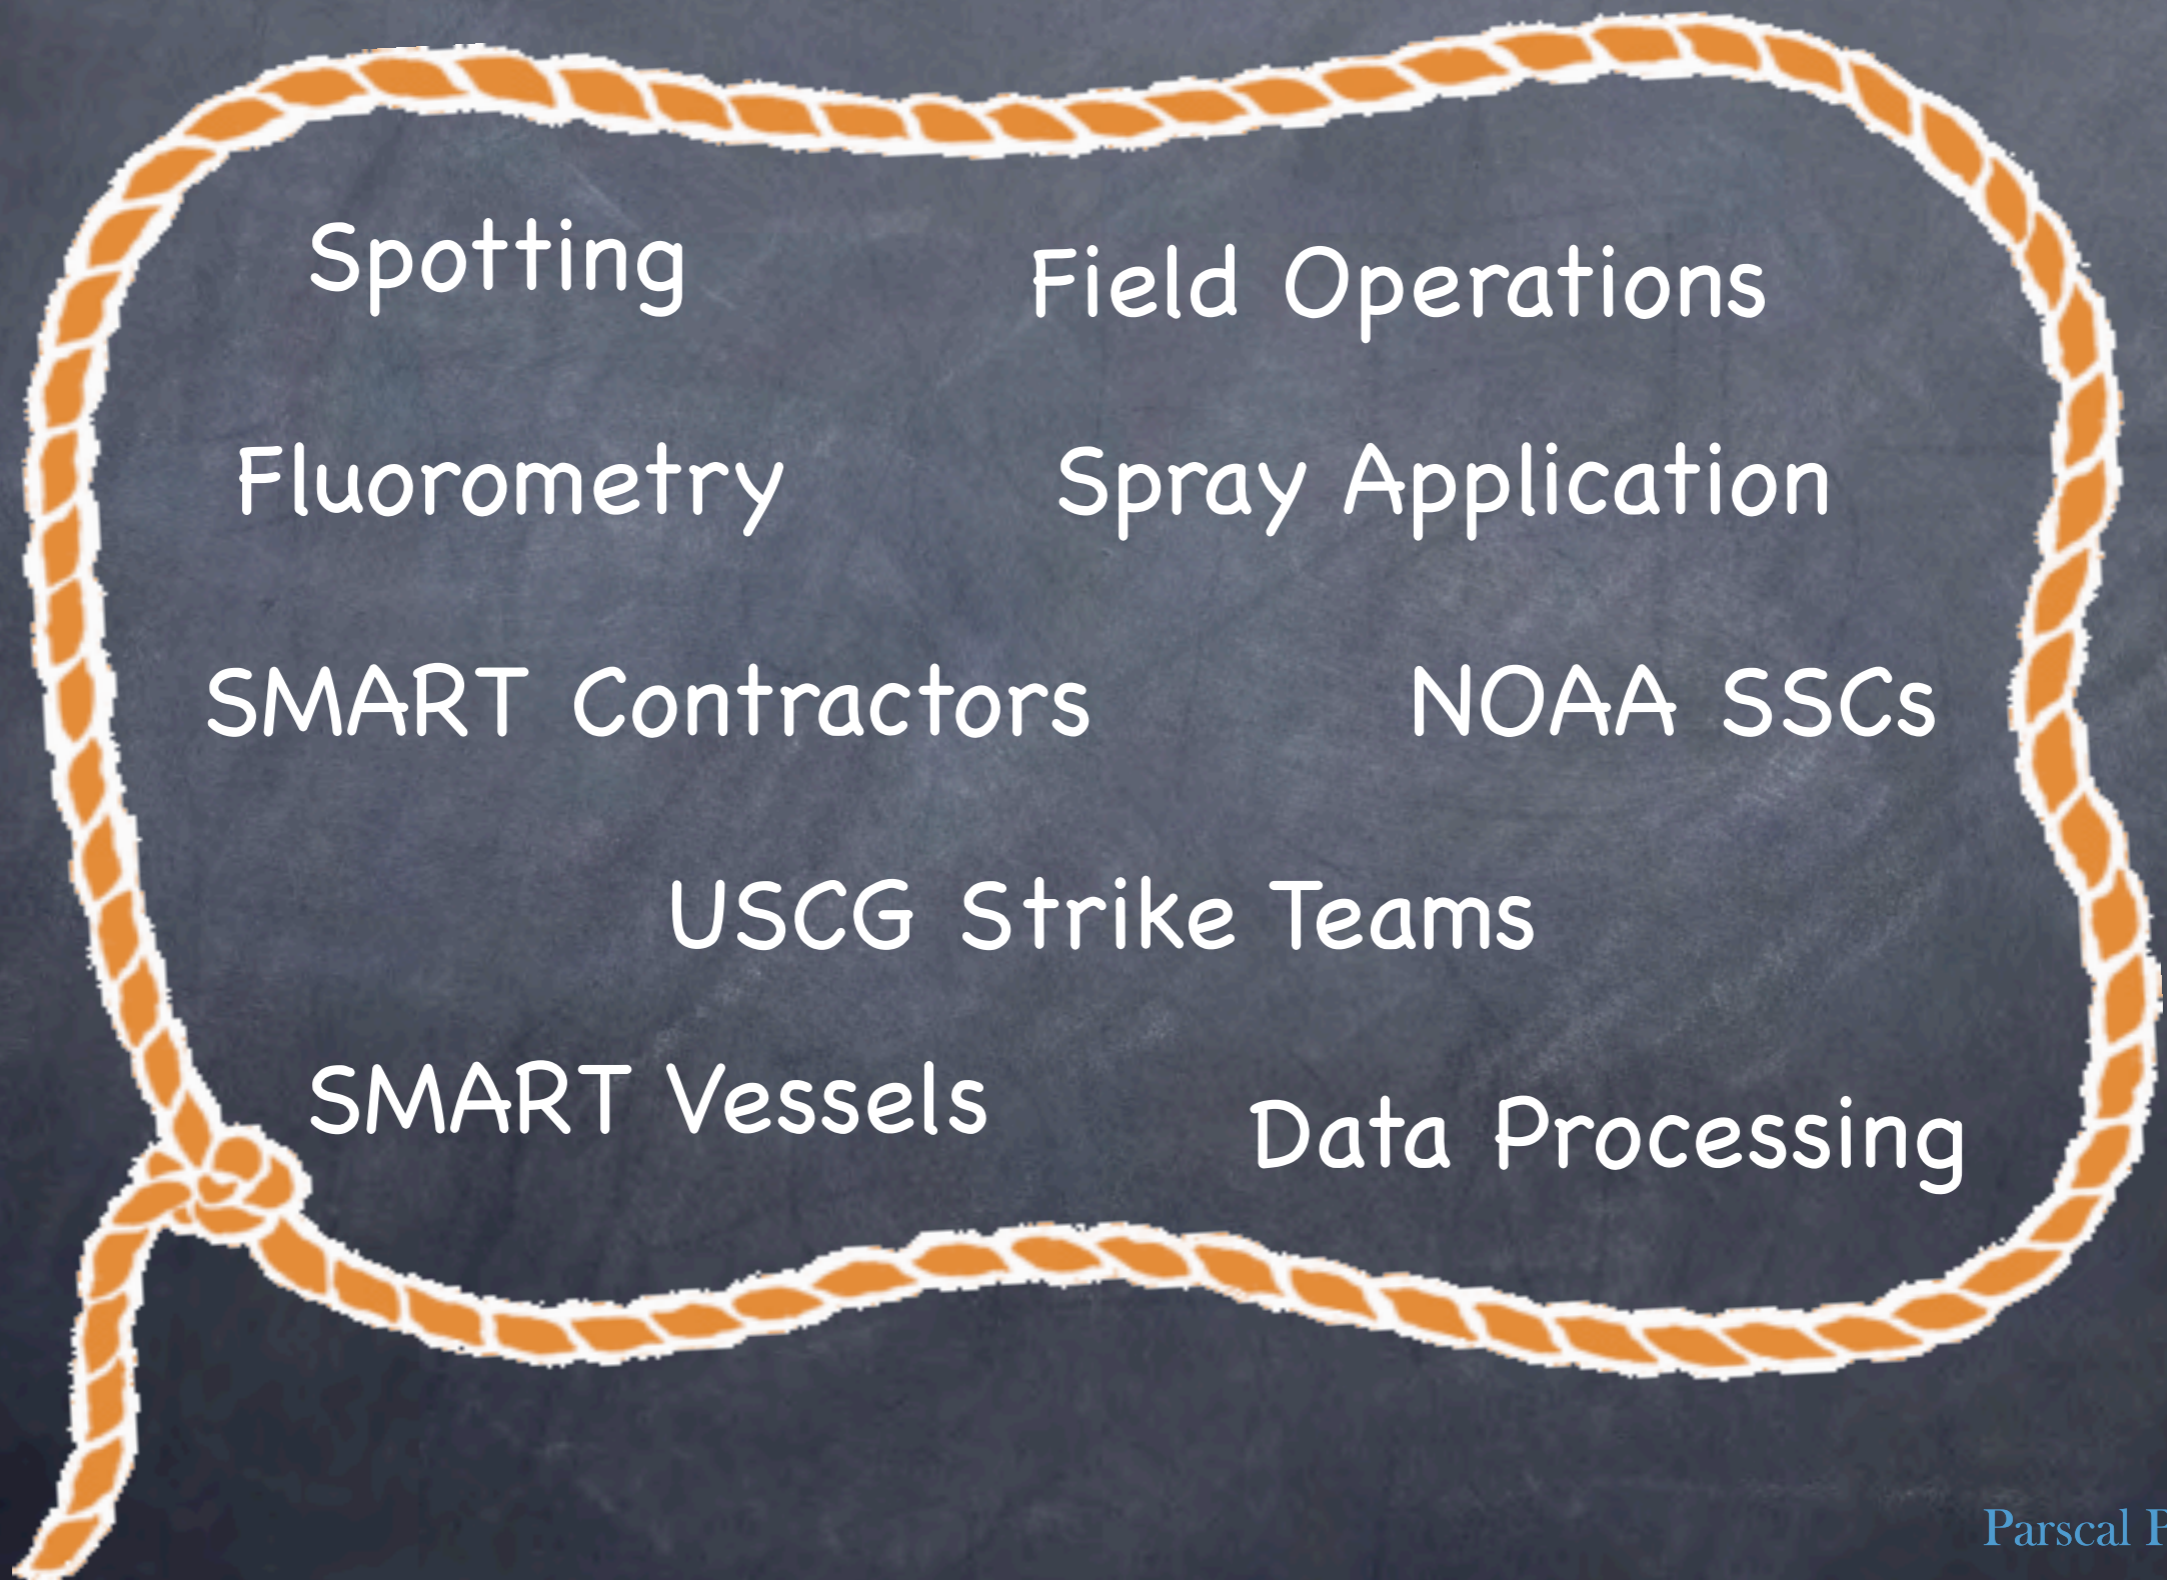 Spotting
Field Operations
Fluorometry
Spray Application
SMART Contractors
NOAA SSCs
USCG Strike Teams
SMART Vessels
Data Processing
Parscal P